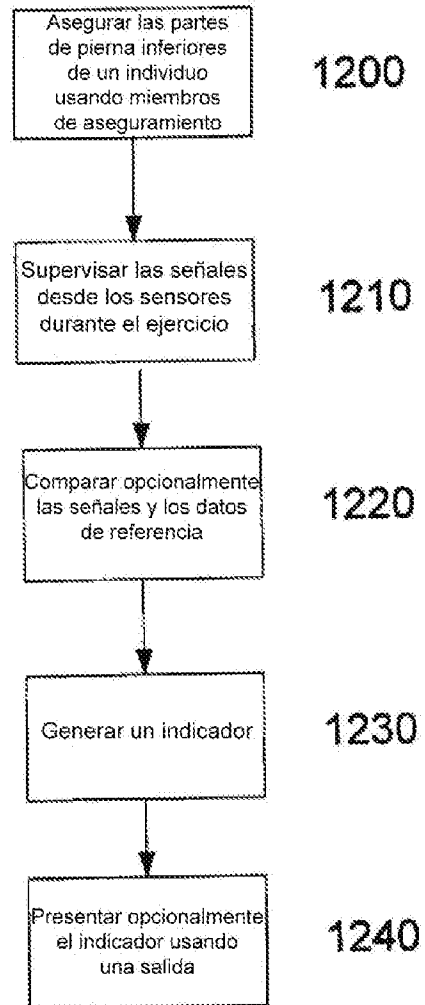 Asegurar las partes
de pierna inferiores
de un individuo
usando miembros
de aseguramiento
1200
Supervisar las señales
desde los sensores
durante el ejercicio
1210
Comparar opcionalmente
las señales y los datos
de referencia
1220
Generar un indicador
1230
Presentar opcionalmente
el indicador usando
una salida
1240